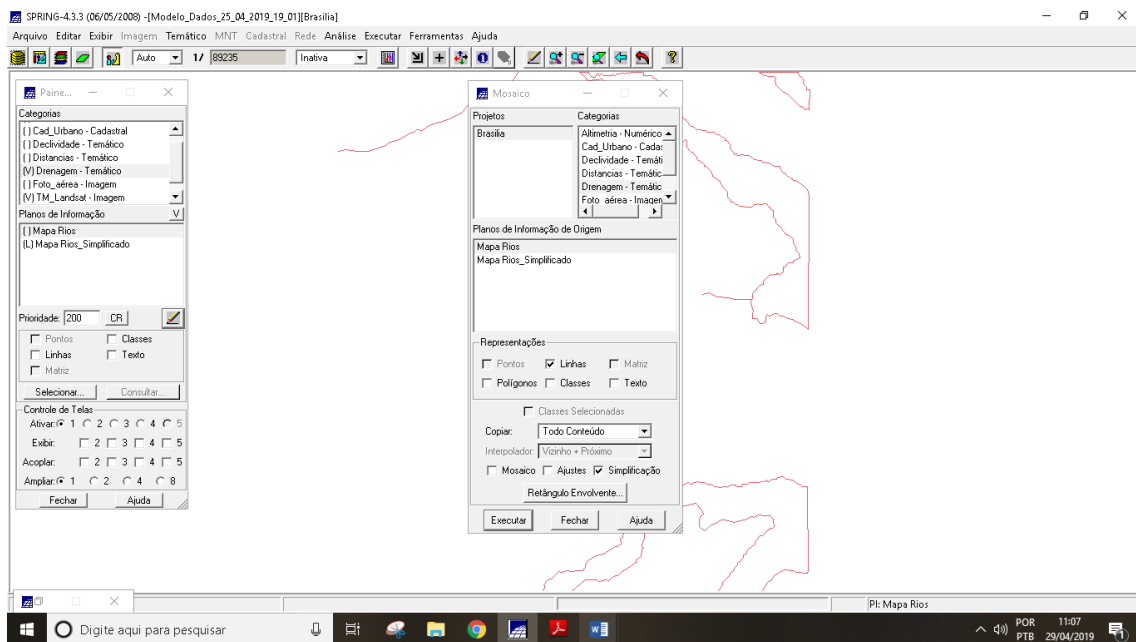 SPRING-4.3.3 (06/05/2008) -[Modelo_Dados_25_04_2019_19_01][Brasilia]
Arquivo Editar Exibir Imagem Temático MNT Cadastral Rede Análise Executar Ferramentas Ajuda
Auto 1/ 89235 Inativa
Paine...
Categorias
( ) Cad_Urbano - Cadastral
( ) Declividade - Temático
( ) Distancias - Temático
(V) Drenagem - Temático
( ) Foto_aérea - Imagem
(V) TM_Landsat - Imagem
Planos de Informação V
( ) Mapa Rios
(L) Mapa Rios_Simplificado
Prioridade: 200 CR
Pontos Classes
Linhas Texto
Matriz
Selecionar... Consultar...
Controle de Telas
Ativar: 1 2 3 4 5
Exibir: 2 3 4 5
Acoplar: 2 3 4 5
Ampliar: 1 2 4 8
Fechar Ajuda
Mosaico
Projetos Categorias
Brasilia
Altimetria - Numérico
Cad_Urbano - Cadas
Declividade - Temáti
Distancias - Temátic
Drenagem - Temátic
Foto_aérea - Imagen
Planos de Informação de Origem
Mapa Rios
Mapa Rios_Simplificado
Representações
Pontos Linhas Matriz
Polígonos Classes Texto
Classes Selecionadas
Copiar: Todo Conteúdo
Interpolador: Vizinho + Próximo
Mosaico Ajustes Simplificação
Retângulo Envolvente...
Executar Fechar Ajuda
PI: Mapa Rios
Digite aqui para pesquisar
POR 11:07
PTB 29/04/2019